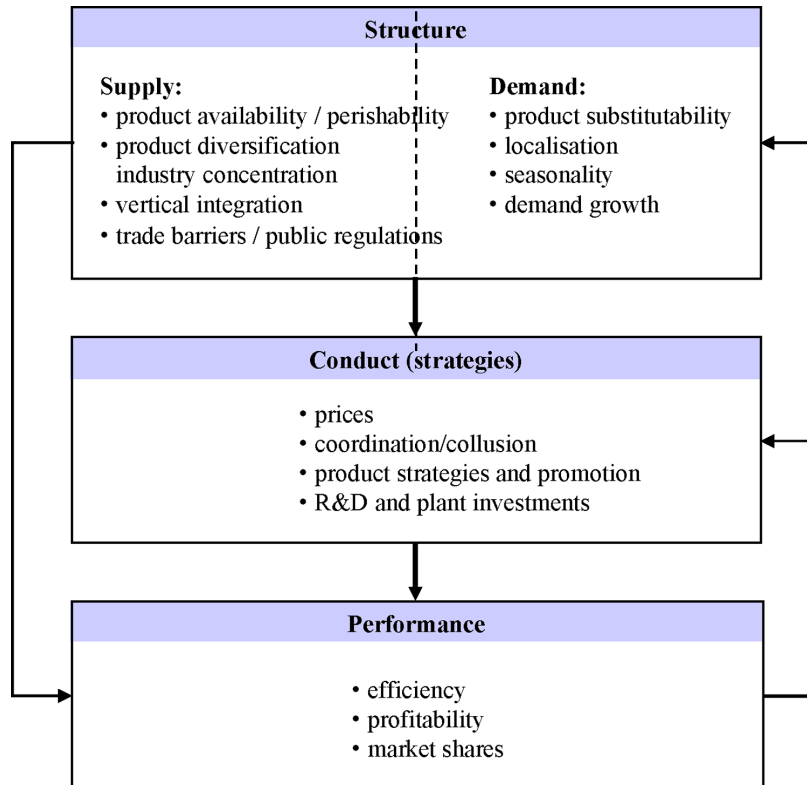 Structure
Supply:
• product availability / perishability
• product diversification
industry concentration
• vertical integration
• trade barriers / public regulations
Demand:
• product substitutability
• localisation
• seasonality
• demand growth
Conduct (strategies)
• prices
• coordination/collusion
• product strategies and promotion
• R&D and plant investments
Performance
• efficiency
• profitability
• market shares